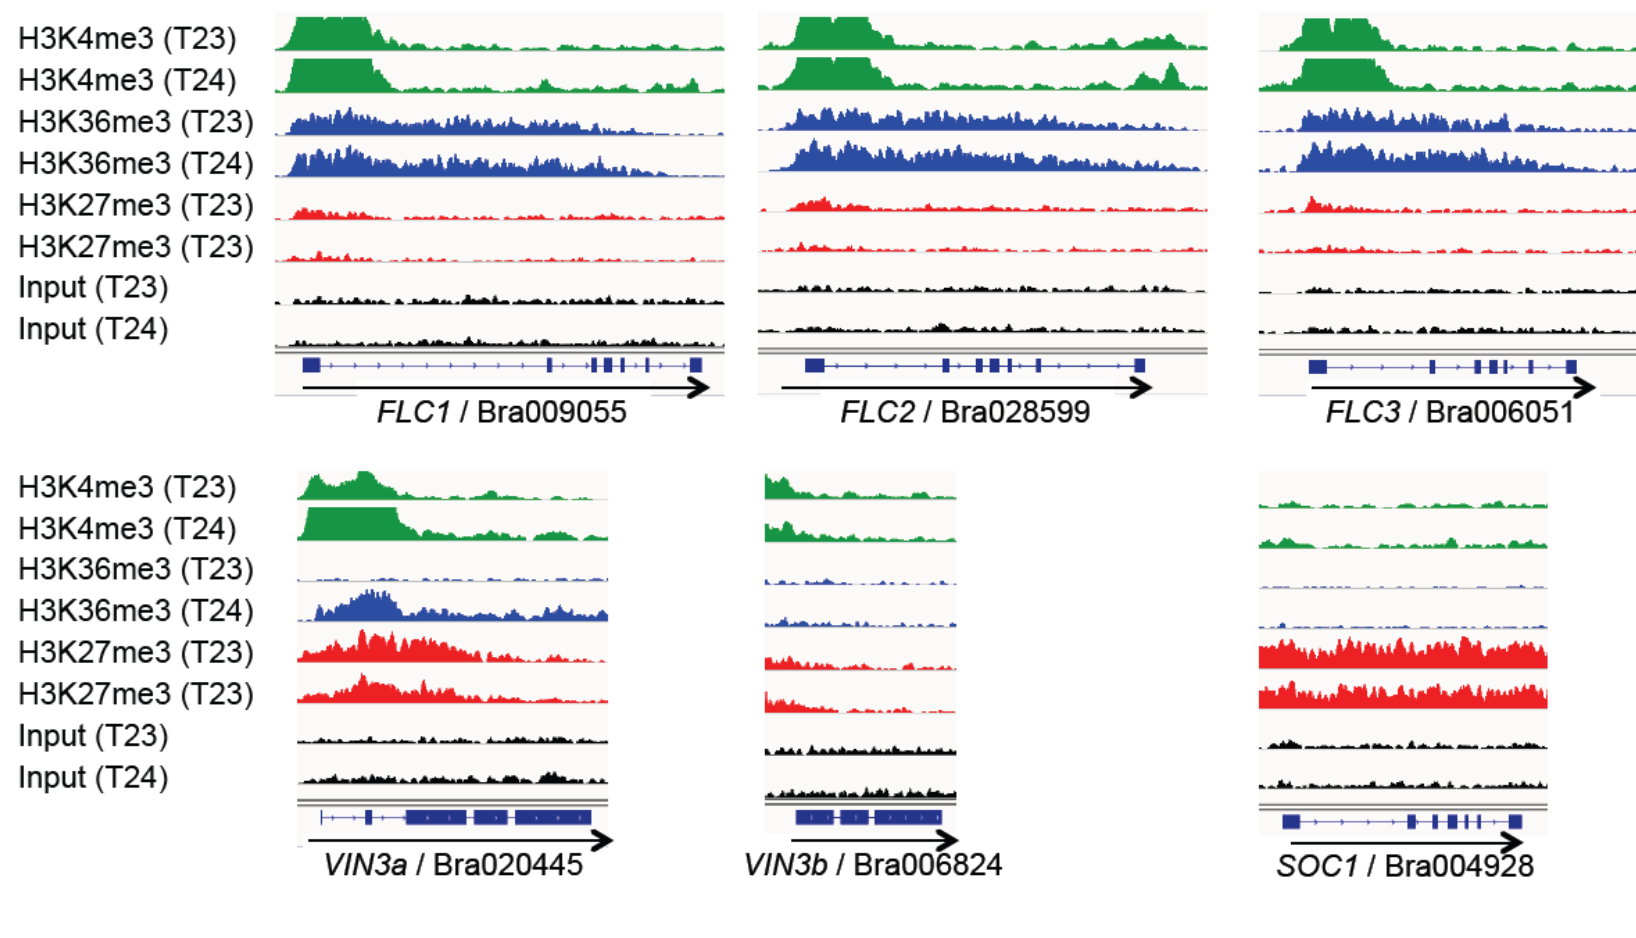 H3K4me3 (T23)
H3K4me3 (T24)
H3K36me3 (T23)
H3K36me3 (T24)
H3K27me3 (T23)
H3K27me3 (T23)
Input (T23)
Input (T24)
FLC1 / Bra009055
FLC2 / Bra028599
FLC3 / Bra006051
H3K4me3 (T23)
H3K4me3 (T24)
H3K36me3 (T23)
H3K36me3 (T24)
H3K27me3 (T23)
H3K27me3 (T23)
Input (T23)
Input (T24)
VIN3a / Bra020445
VIN3b / Bra006824
SOC1 / Bra004928